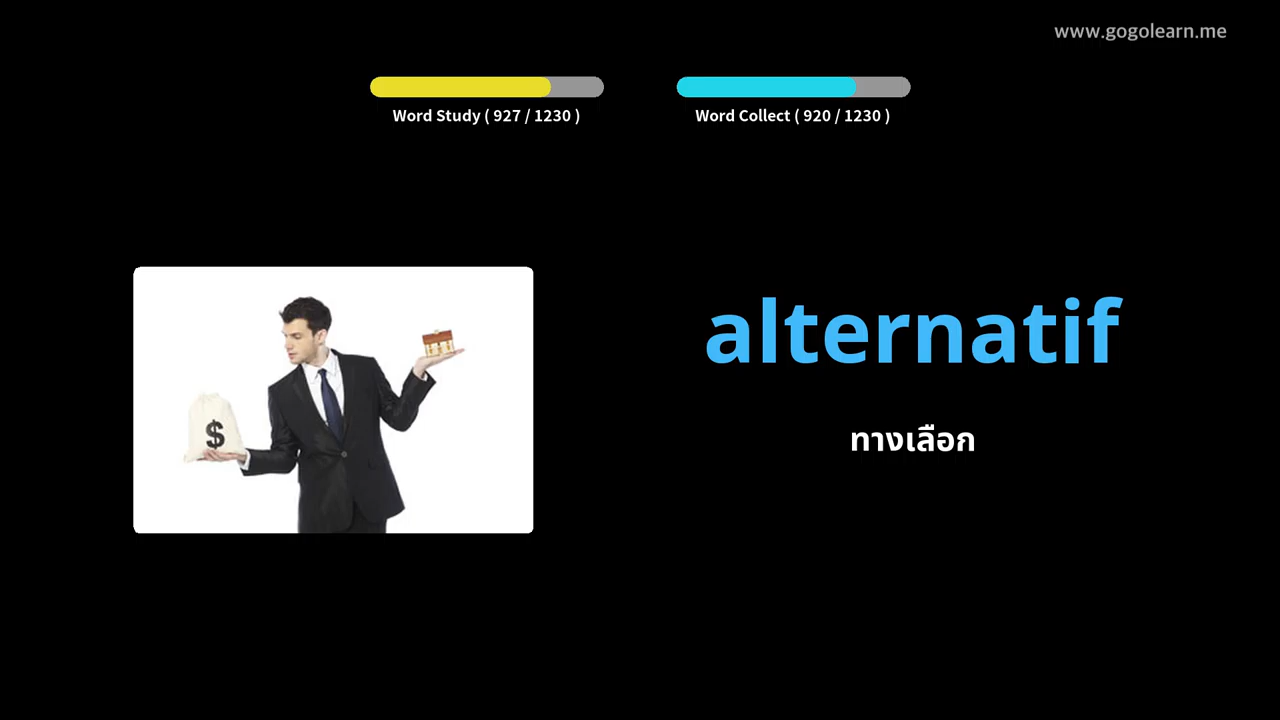 www.gogolearn.me
Word Study ( 927 / 1230 )
Word Collect ( 920 / 1230 )
alternatif
ทางเลือก
$